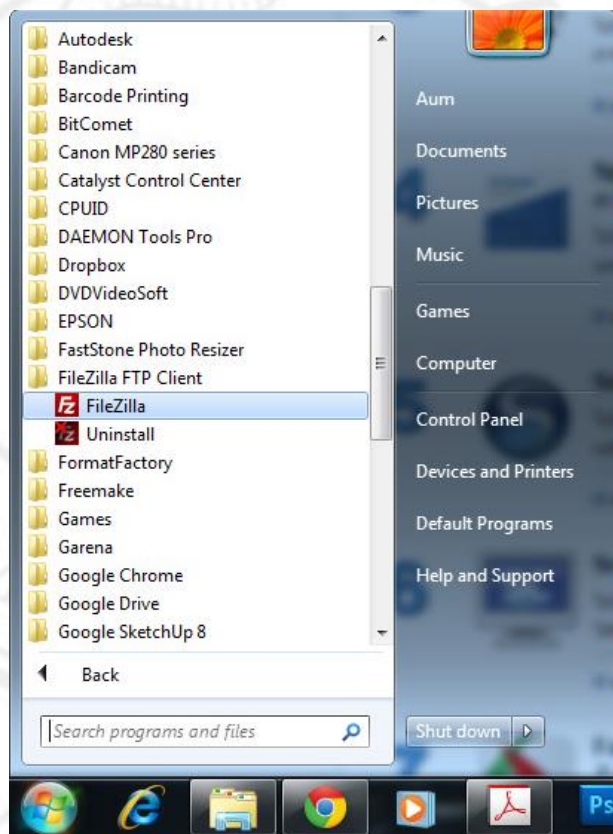 Autodesk
Bandicam
Barcode Printing
BitComet
Canon MP280 series
Catalyst Control Center
CPUID
DAEMON Tools Pro
Dropbox
DVDVideoSoft
EPSON
FastStone Photo Resizer
FileZilla FTP Client
Fz FileZilla
Fz Uninstall
FormatFactory
Freemake
Games
Garena
Google Chrome
Google Drive
Google SketchUp 8
Back
Search programs and files
Aum
Documents
Pictures
Music
Games
Computer
Control Panel
Devices and Printers
Default Programs
Help and Support
Shut down
Ps